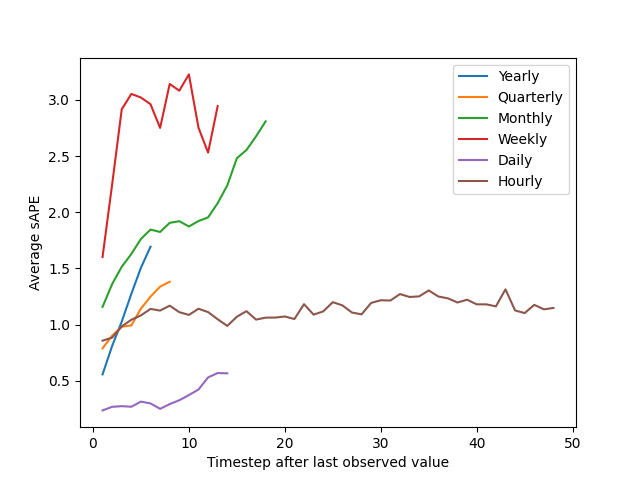 Yearly
Quarterly
Monthly
Weekly
Daily
Hourly
3.0
2.5
2.0
1.5
1.0
0.5
Average sAPE
0 10 20 30 40 50
Timestep after last observed value